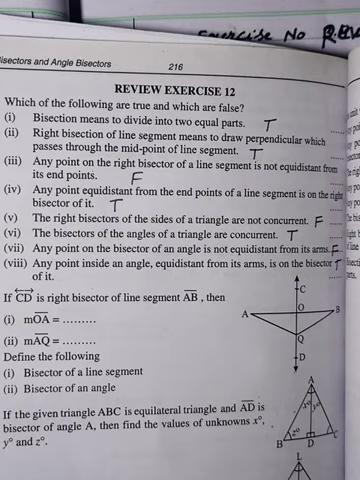 Exercise No
isectors and Angle Bisectors 216
REVIEW EXERCISE 12
Which of the following are true and which are false?
(i) Bisection means to divide into two equal parts. T
(ii) Right bisection of line segment means to draw perpendicular which
passes through the mid-point of line segment. T
(iii) Any point on the right bisector of a line segment is not equidistant from
its end points. F
(iv) Any point equidistant from the end points of a line segment is on the right
bisector of it. T
(v) The right bisectors of the sides of a triangle are not concurrent. F
(vi) The bisectors of the angles of a triangle are concurrent. T
(vii) Any point on the bisector of an angle is not equidistant from its arms. F
(viii) Any point inside an angle, equidistant from its arms, is on the bisector T
of it.
If CD is right bisector of line segment AB, then
(i) mOA = .........
(ii) mAQ = .........
C
A O B
Q
D
Define the following
(i) Bisector of a line segment
(ii) Bisector of an angle
If the given triangle ABC is equilateral triangle and AD is
bisector of angle A, then find the values of unknowns x°,
y° and z°.
A
x° y°
z°
B D C
L